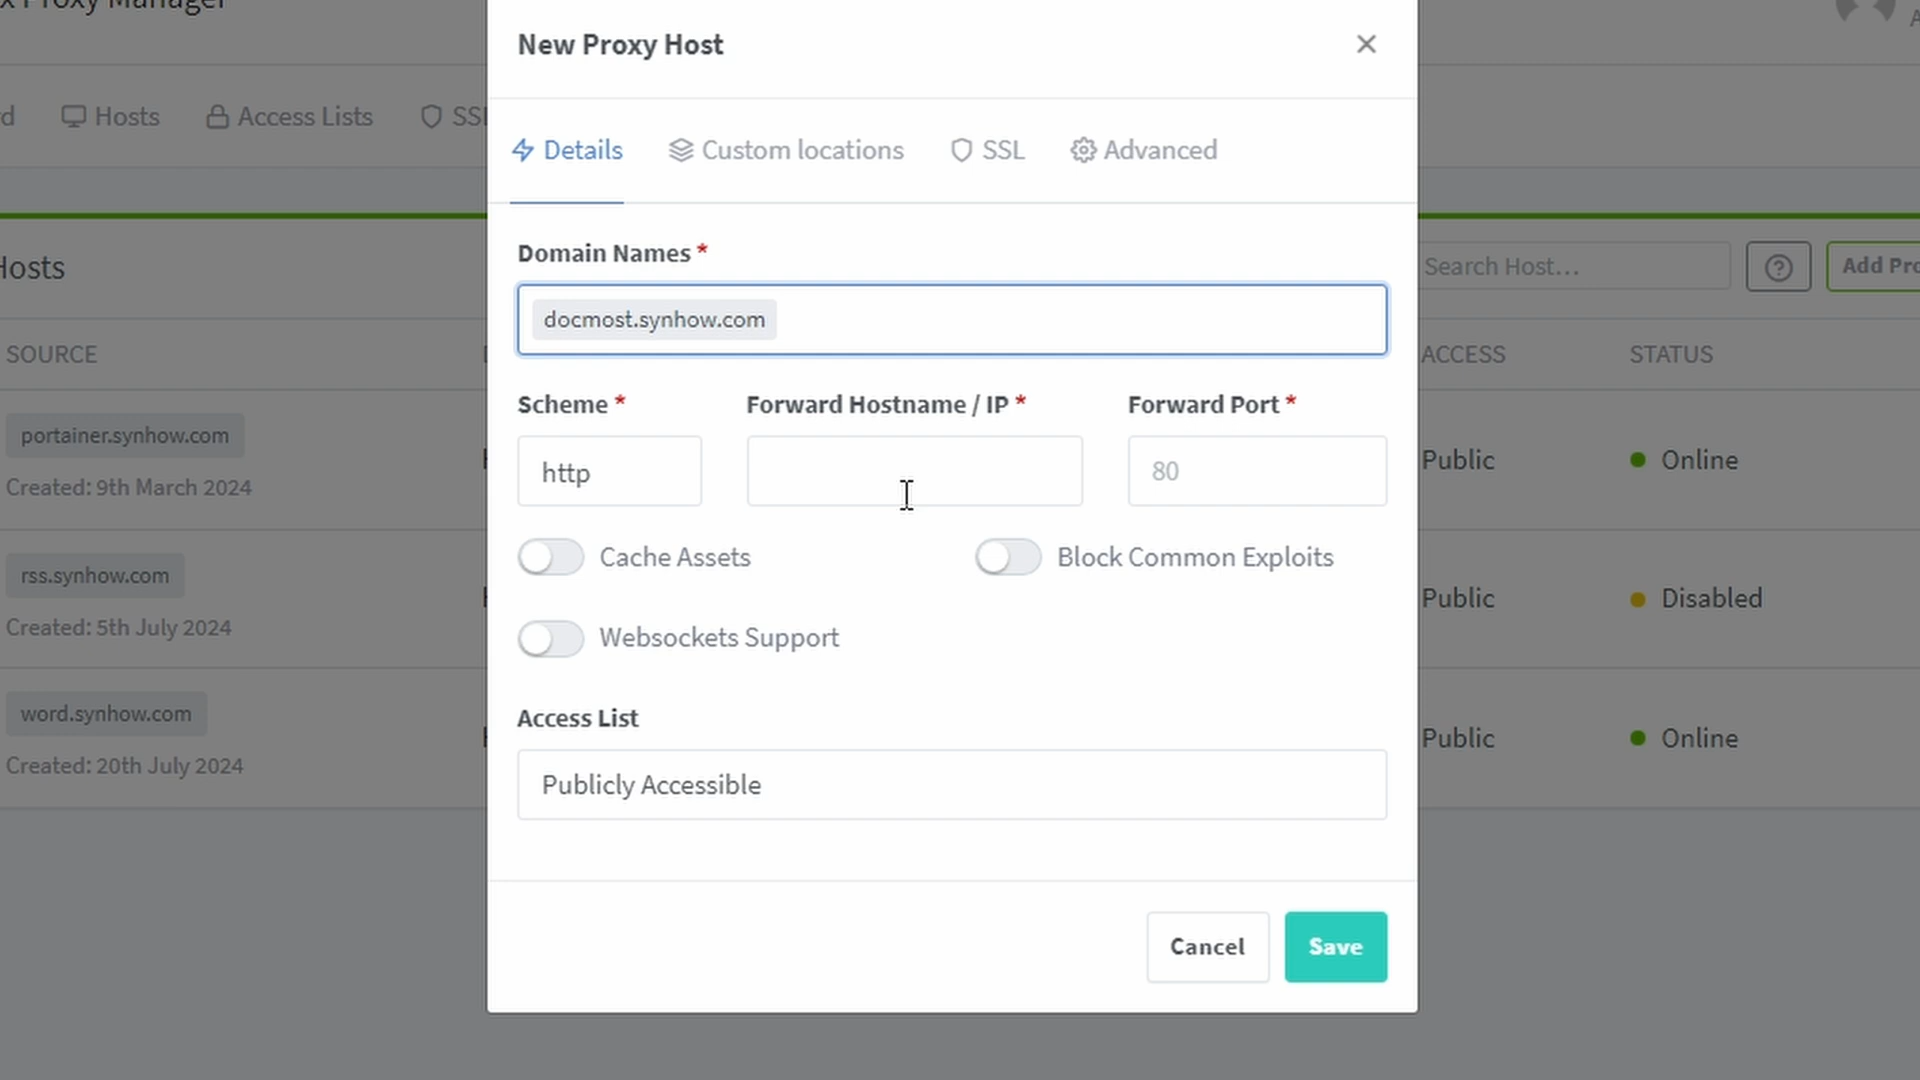 x Proxy Manager
New Proxy Host
Hosts
Access Lists
Details
Custom locations
SSL
Advanced
Domain Names *
docmost.synhow.com
Hosts
Search Host…
SOURCE
ACCESS
STATUS
Scheme *
Forward Hostname / IP *
Forward Port *
http
80
portainer.synhow.com
Created: 9th March 2024
Public
Online
Cache Assets
Block Common Exploits
rss.synhow.com
Created: 5th July 2024
Public
Disabled
Websockets Support
word.synhow.com
Created: 20th July 2024
Public
Online
Access List
Publicly Accessible
Cancel
Save